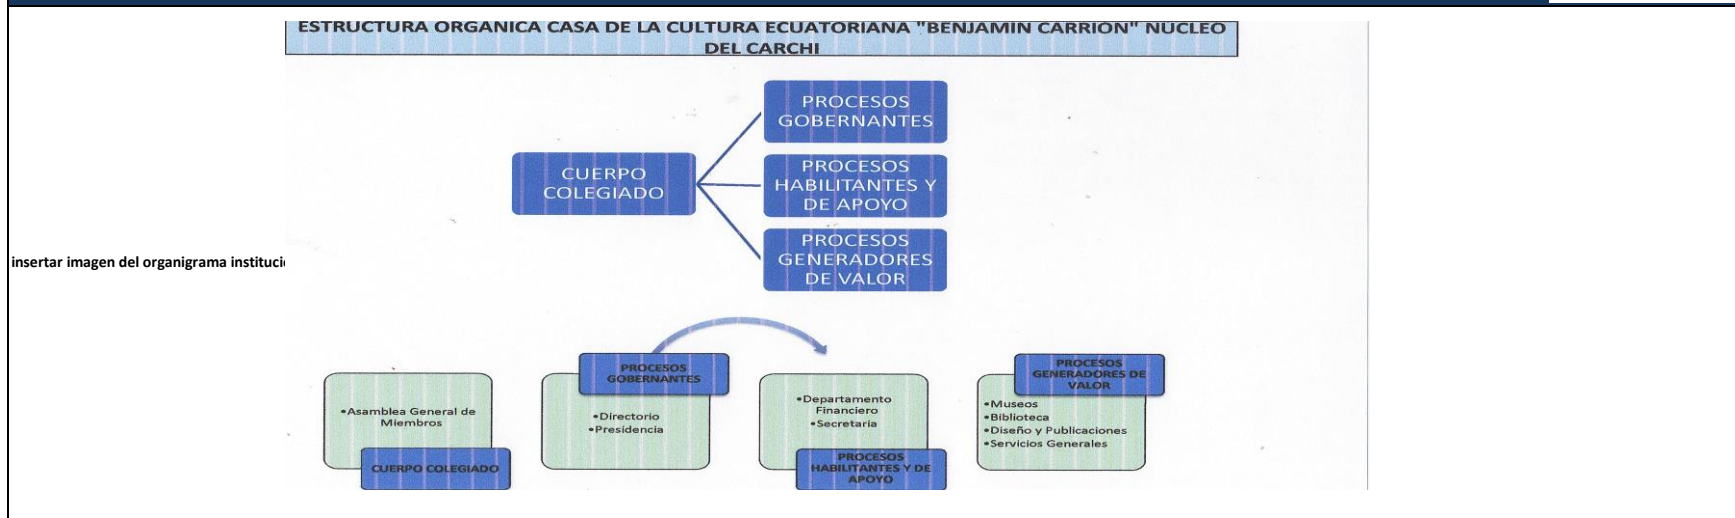 ESTRUCTURA ORGANICA CASA DE LA CULTURA ECUATORIANA "BENJAMIN CARRION" NUCLEO
DEL CARCHI
PROCESOS
GOBERNANTES
CUERPO
COLEGIADO
PROCESOS
HABILITANTES Y
DE APOYO
PROCESOS
GENERADORES
DE VALOR
insertar imagen del organigrama
•Asamblea General de
Miembros
CUERPO COLEGIADO
PROCESOS
GOBERNANTES
•Directorio
•Presidencia
•Departamento
Financiero
•Secretaría
PROCESOS
HABILITANTES Y DE
APOYO
PROCESOS
GENERADORES DE
VALOR
•Museos
•Biblioteca
•Diseño y Publicaciones
•Servicios Generales